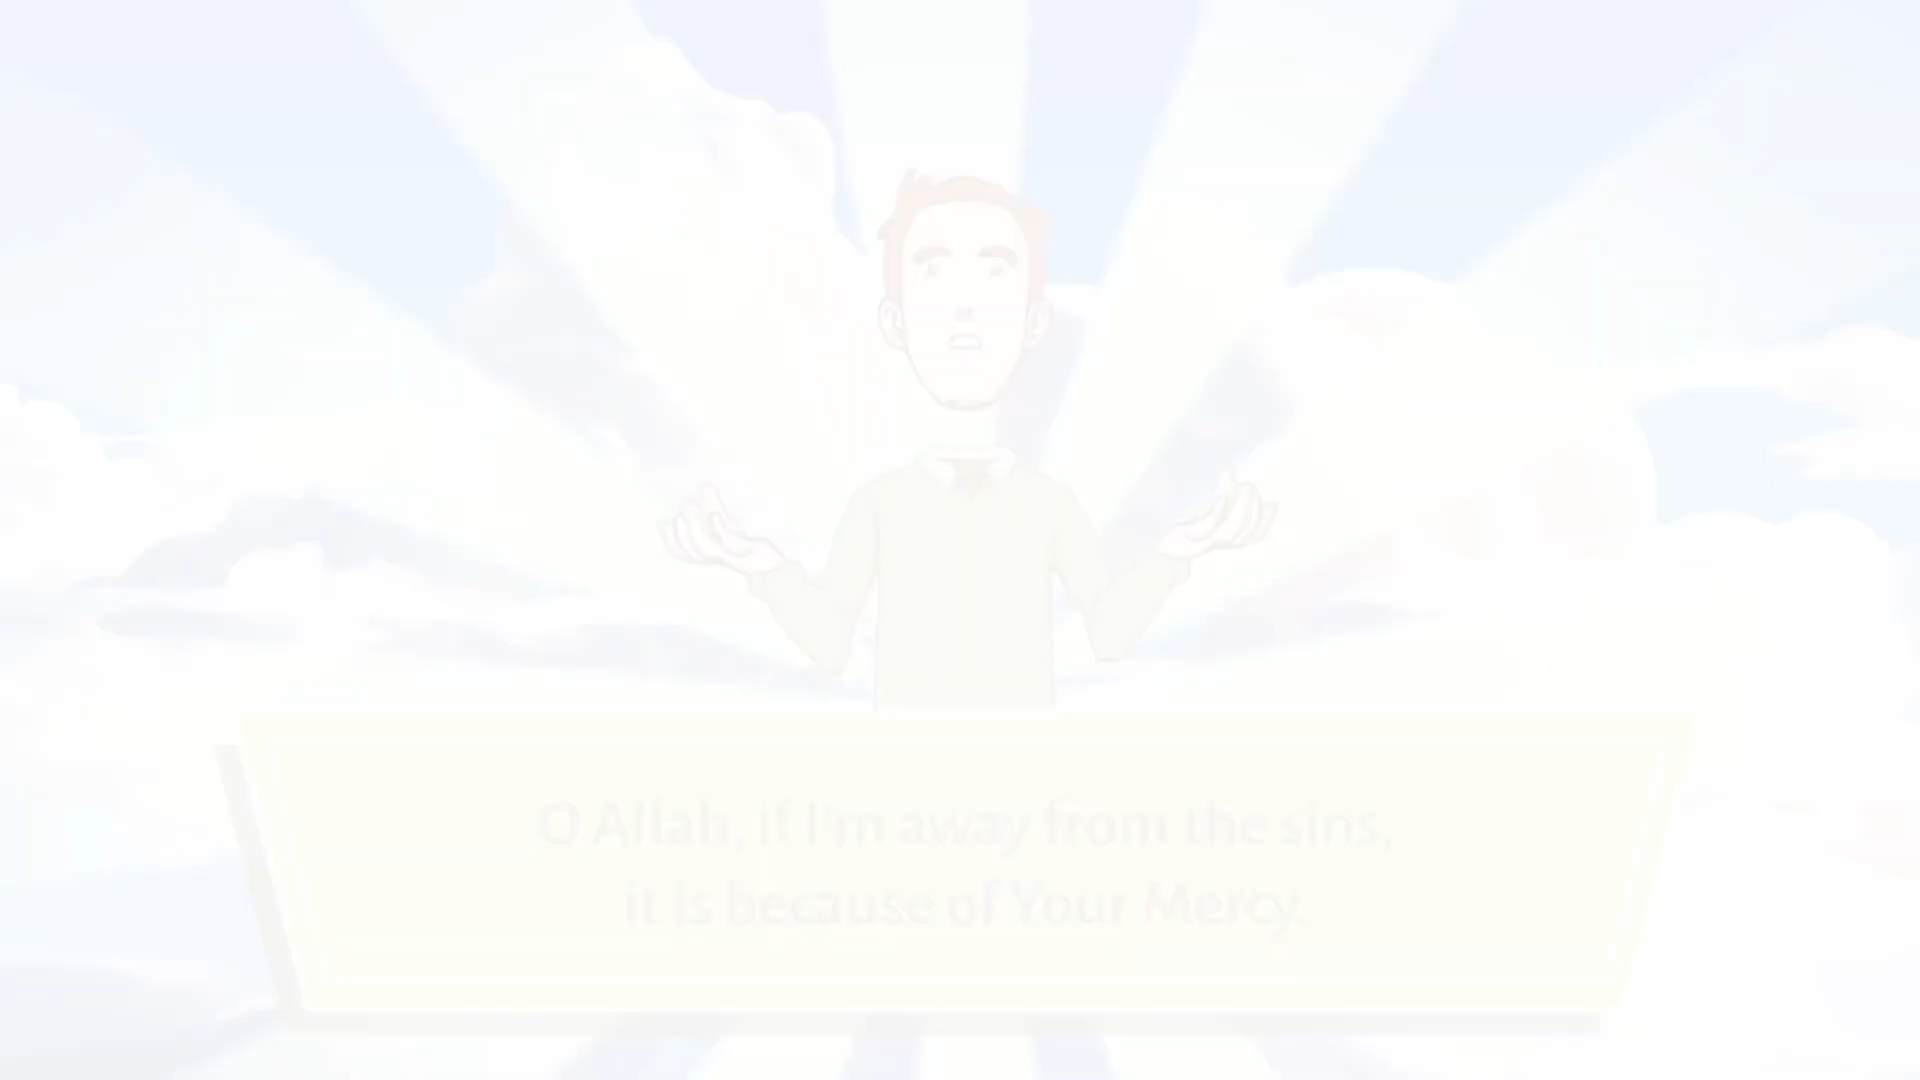 O Allah, if I'm away from the sins,
it is because of Your Mercy.